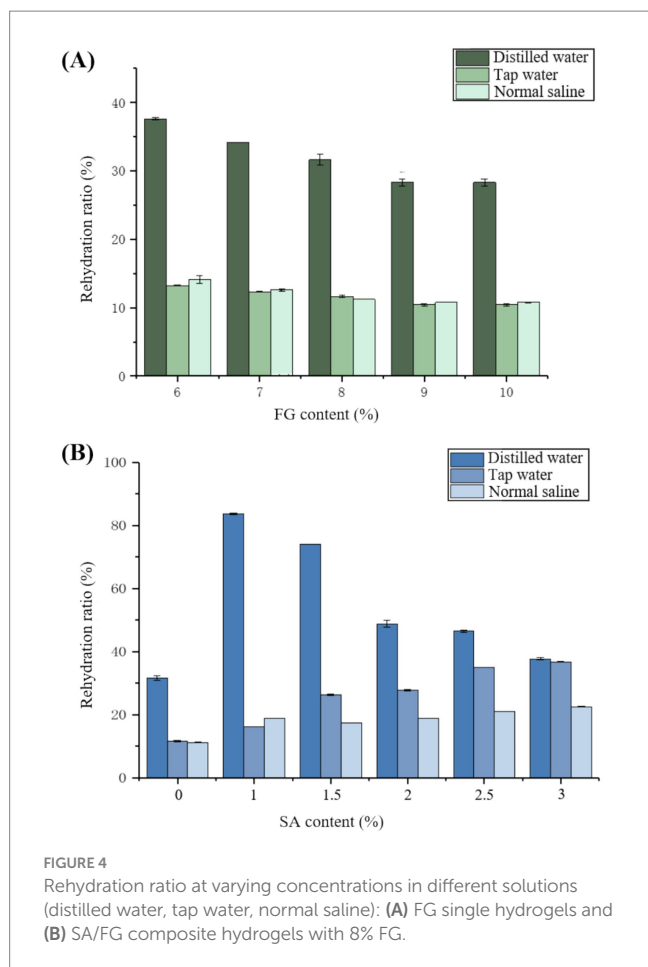 (A)
Distilled water
Tap water
Normal saline
40
30
20
10
0
Rehydration ratio (%)
6 7 8 9 10
FG content (%)
(B)
Distilled water
Tap water
Normal saline
100
80
60
40
20
0
Rehydration ratio (%)
0 1 1.5 2 2.5 3
SA content (%)
FIGURE 4
Rehydration ratio at varying concentrations in different solutions
(distilled water, tap water, normal saline): (A) FG single hydrogels and
(B) SA/FG composite hydrogels with 8% FG.